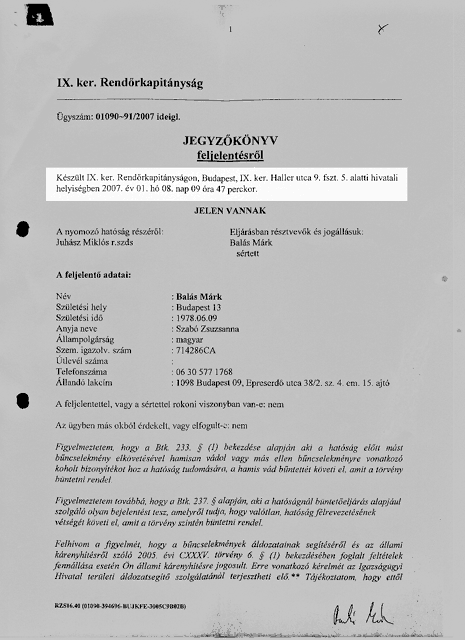 1
IX. ker. Rendőrkapitányság
Ügyszám: 01090-91/2007 ideigl.
JEGYZŐKÖNYV
feljelentésről
Készült IX. ker. Rendőrkapitányságon, Budapest, IX. ker. Haller utca 9. fszt. 5. alatti hivatali
helyiségben 2007. év 01. hó 08. nap 09 óra 47 perckor.
JELEN VANNAK
A nyomozó hatóság részéről: Eljárásban résztvevők és jogállásuk:
Juhász Miklós r.szds Balás Márk
sértett
A feljelentő adatai:
Név : Balás Márk
Születési hely : Budapest 13
Születési idő : 1978.06.09
Anyja neve : Szabó Zsuzsanna
Állampolgárság : magyar
Szem. igazolv. szám : 714286CA
Útlevél száma :
Telefonszáma : 06 30 577 1768
Állandó lakcím : 1098 Budapest 09, Epreserdő utca 38/2 sz. 4. em. 15. ajtó
A feljelentettel, vagy a sértettel rokoni viszonyban van-e: nem
Az ügyben más okból érdekelt, vagy elfogult-e: nem
Figyelmeztetem, hogy a Btk. 233. § (1) bekezdése alapján aki a hatóság előtt mást
bűncselekmény elkövetésével hamisan vádol vagy más ellen bűncselekményre vonatkozó
koholt bizonyítékot hoz a hatóság tudomására, a hamis vád bűntettét követi el, amit a törvény
büntetni rendel.
Figyelmeztetem továbbá, hogy a Btk. 237. § alapján, aki a hatóságnál büntetőeljárás alapjául
szolgáló olyan bejelentést tesz, amelyről tudja, hogy valótlan, hatóság félrevezetésének
vétségét követi el, amit a törvény szintén büntetni rendel.
Felhívom a figyelmét, hogy a bűncselekmények áldozatainak segítéséről és az állami
kárenyhítésről szóló 2005. évi CXXXV. törvény 6. § (1) bekezdésében foglalt feltételek
fennállása esetén Ön állami kárenyhítésre jogosult. Erre vonatkozó kérelmét az Igazságügyi
Hivatal területi áldozatsegítő szolgálatánál terjesztheti elő.** Tájékoztatom, hogy ettől
RZS06.40 (01090-394696-BUJKFE-3005C9B02B)
Balás Márk